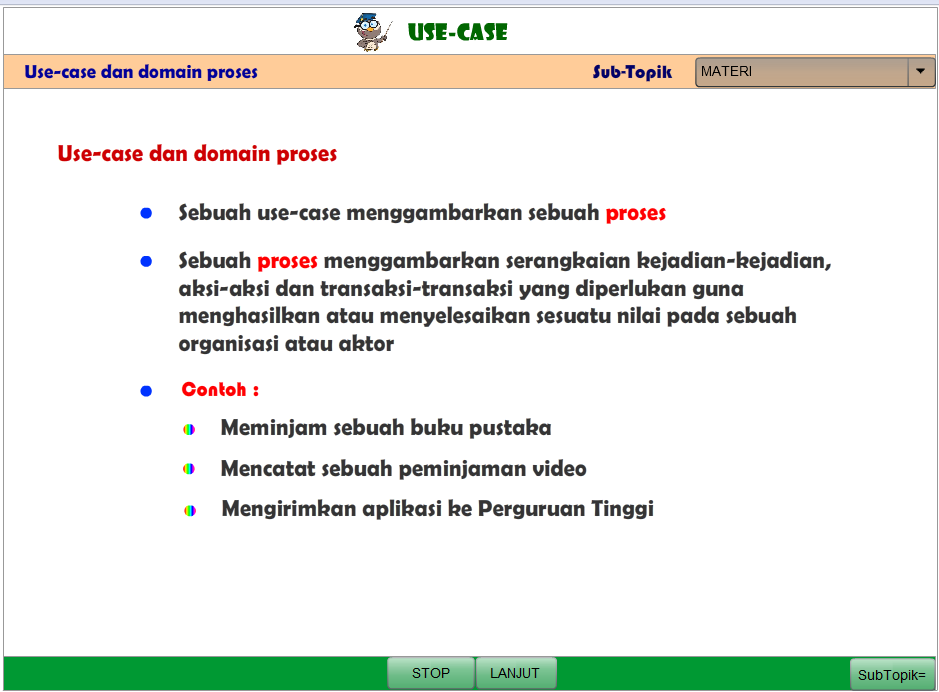 USE-CASE
Use-case dan domain proses
Sub-Topik
MATERI
Use-case dan domain proses
Sebuah use-case menggambarkan sebuah proses
Sebuah proses menggambarkan serangkaian kejadian-kejadian,
aksi-aksi dan transaksi-transaksi yang diperlukan guna
menghasilkan atau menyelesaikan sesuatu nilai pada sebuah
organisasi atau aktor
Contoh :
Meminjam sebuah buku pustaka
Mencatat sebuah peminjaman video
Mengirimkan aplikasi ke Perguruan Tinggi
STOP
LANJUT
SubTopik=